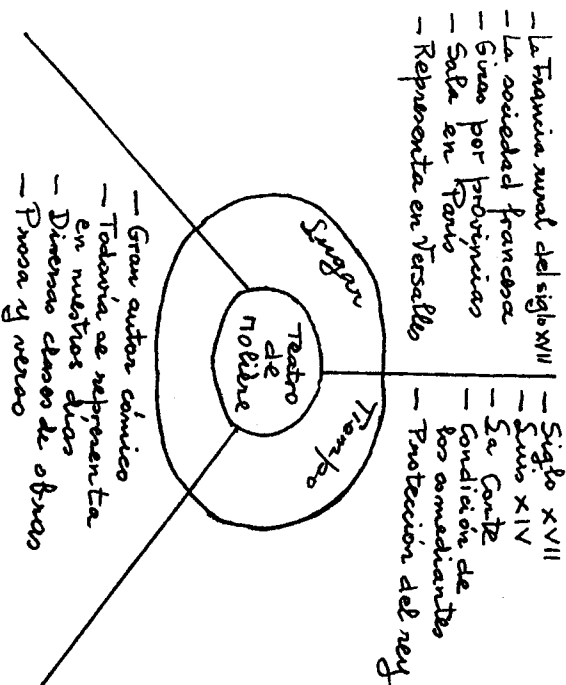 — La Francia rural del siglo XVII
— La sociedad francesa
— Giras por provincias
— Sala en París
— Representa en Versalles
— Siglo XVII
— Luis XIV
— La Corte
— Condición de
los comediantes
— Protección del rey
Lugar
Tiempo
Teatro
de
Molière
— Gran autor cómico
— Todavía se representa
en nuestros días
— Diversas clases de obras
— Prosa y verso